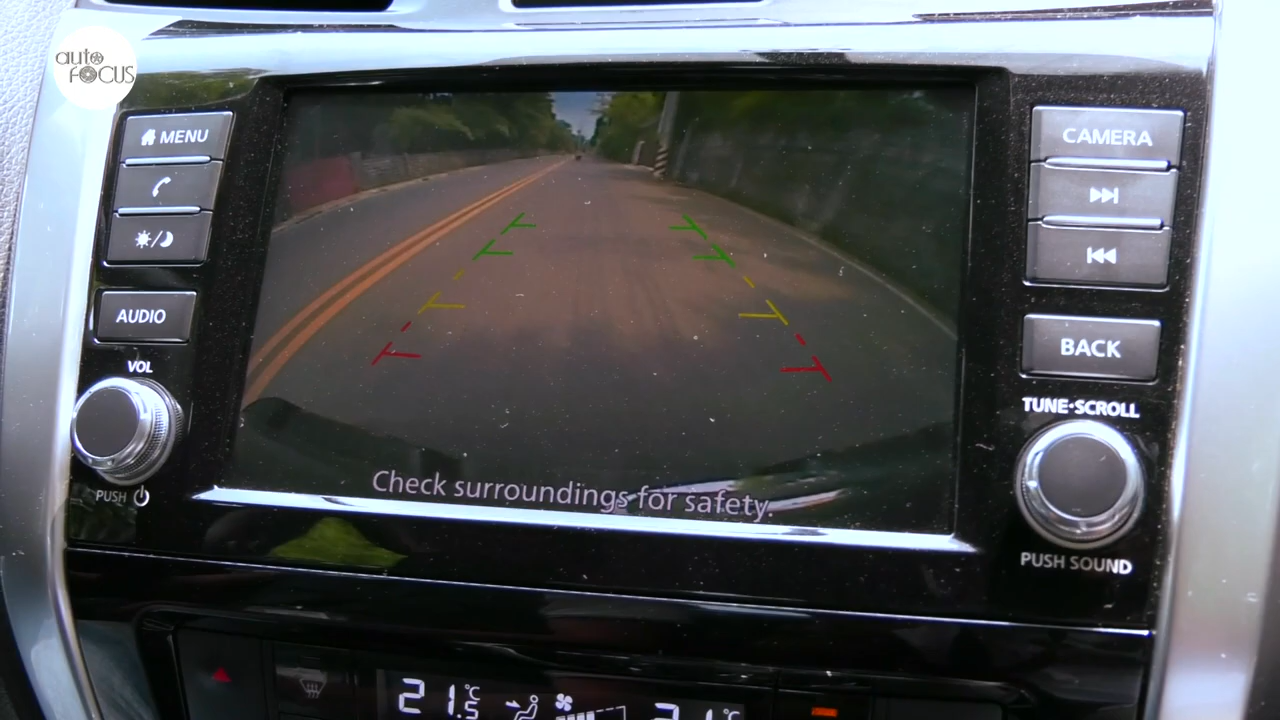 auto
FOCUS
MENU
AUDIO
VOL
PUSH
CAMERA
BACK
TUNE•SCROLL
PUSH SOUND
Check surroundings for safety.
21.5°C